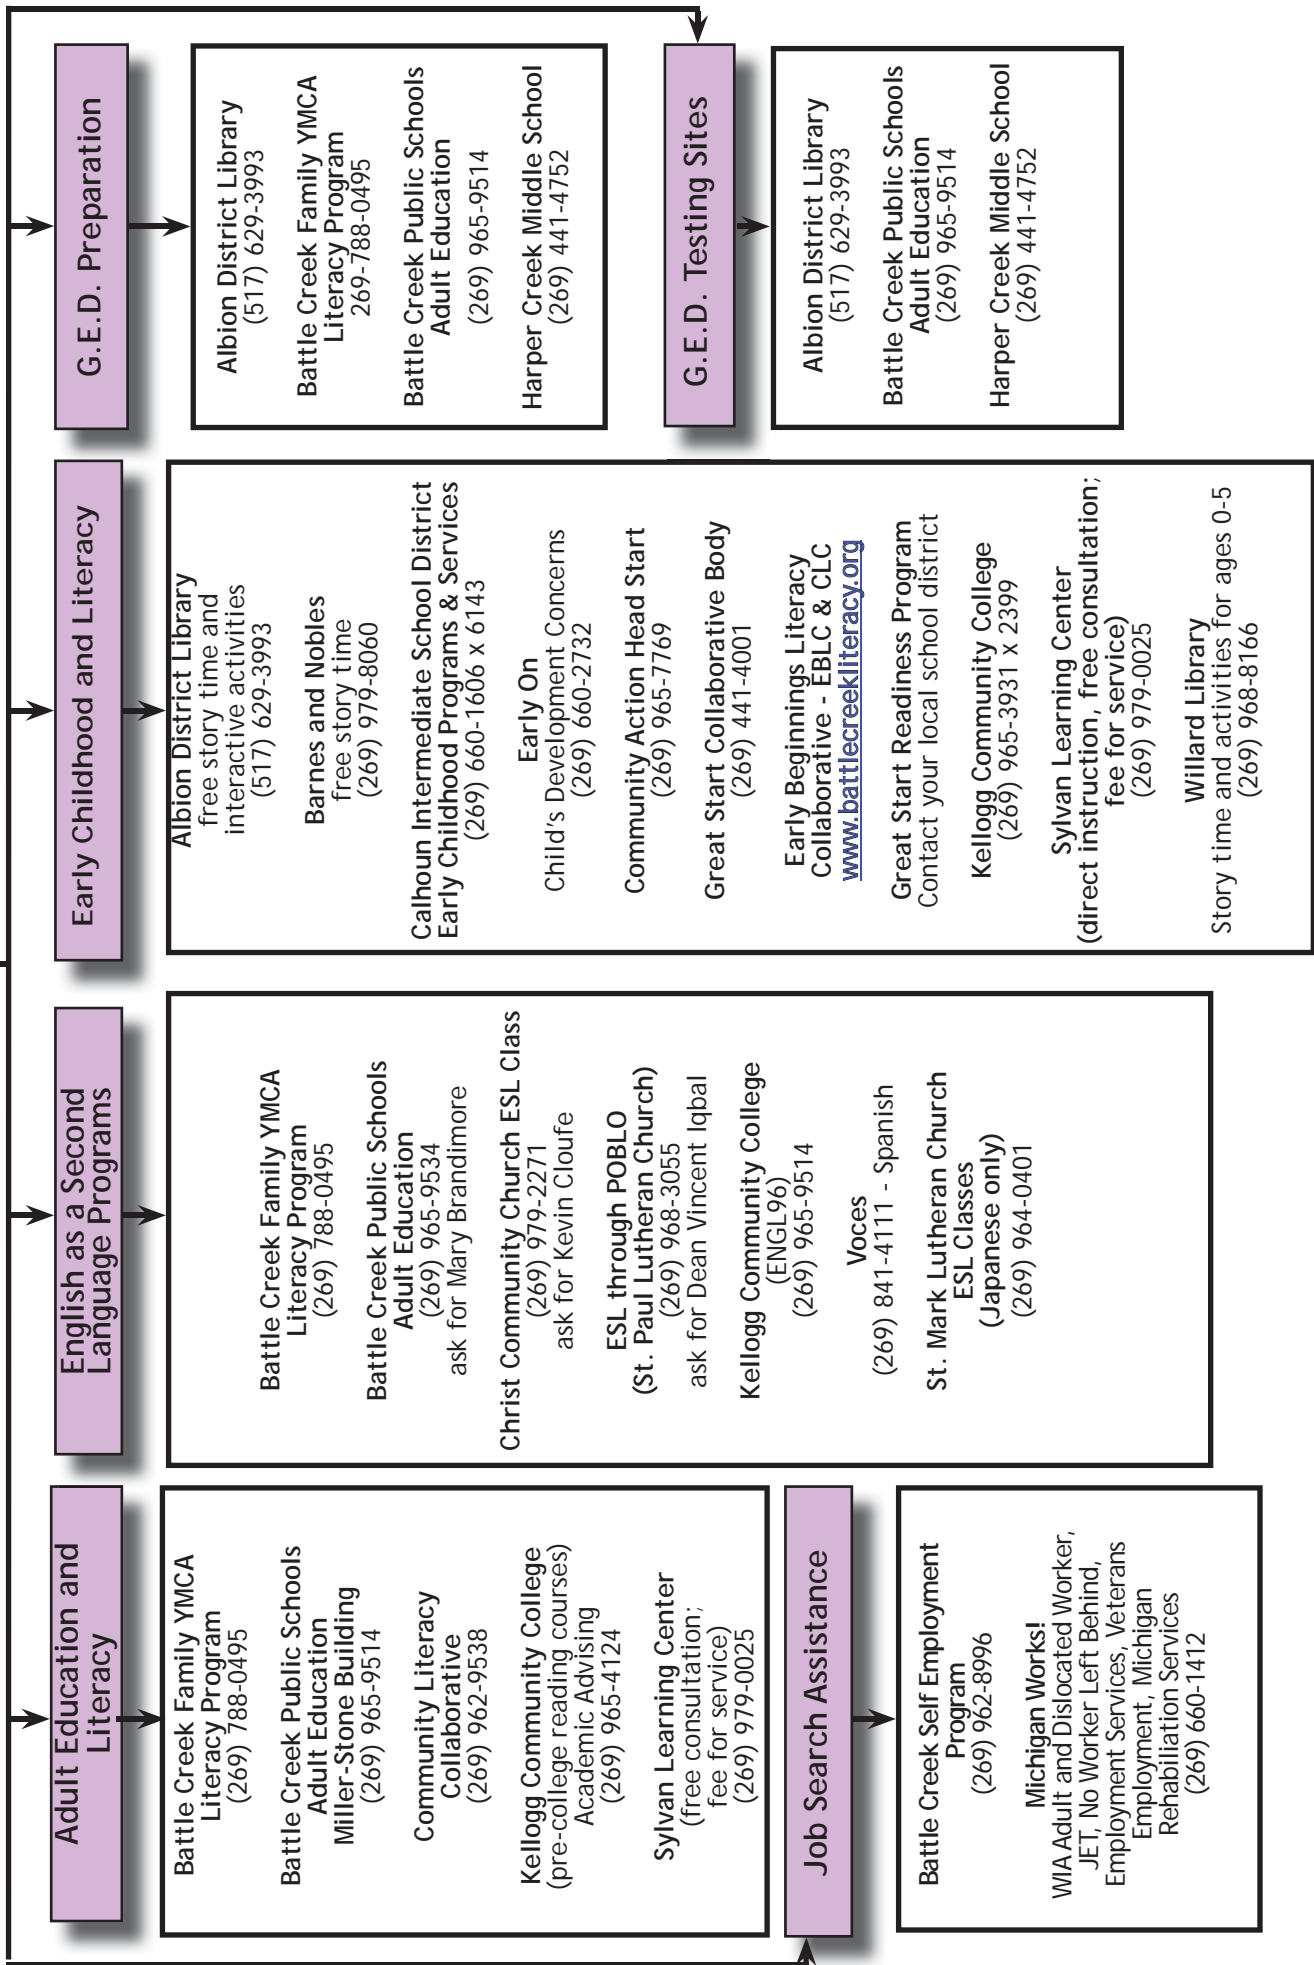 Adult Education and
Literacy
Battle Creek Family YMCA
Literacy Program
(269) 788-0495
Battle Creek Public Schools
Adult Education
Miller-Stone Building
(269) 965-9514
Community Literacy
Collaborative
(269) 962-9538
Kellogg Community College
(pre-college reading courses)
Academic Advising
(269) 965-4124
Sylvan Learning Center
(free consultation;
fee for service)
(269) 979-0025
Job Search Assistance
Battle Creek Self Employment
Program
(269) 962-8996
Michigan Works!
WIA Adult and Dislocated Worker,
JET, No Worker Left Behind,
Employment Services, Veterans
Employment, Michigan
Rehabiliation Services
(269) 660-1412
English as a Second
Language Programs
Battle Creek Family YMCA
Literacy Program
(269) 788-0495
Battle Creek Public Schools
Adult Education
(269) 965-9534
ask for Mary Brandimore
Christ Community Church ESL Class
(269) 979-2271
ask for Kevin Cloufe
ESL through POBLO
(St. Paul Lutheran Church)
(269) 968-3055
ask for Dean Vincent Iqbal
Kellogg Community College
(ENGL96)
(269) 965-9514
Voces
(269) 841-4111 - Spanish
St. Mark Lutheran Church
ESL Classes
(Japanese only)
(269) 964-0401
Early Childhood and Literacy
Albion District Library
free story time and
interactive activities
(517) 629-3993
Barnes and Nobles
free story time
(269) 979-8060
Calhoun Intermediate School District
Early Childhood Programs & Services
(269) 660-1606 x 6143
Early On
Child's Development Concerns
(269) 660-2732
Community Action Head Start
(269) 965-7769
Great Start Collaborative Body
(269) 441-4001
Early Beginnings Literacy
Collaborative - EBLC & CLC
www.battlecreekliteracy.org
Great Start Readiness Program
Contact your local school district
Kellogg Community College
(269) 965-3931 x 2399
Sylvan Learning Center
(direct instruction, free consultation;
fee for service)
(269) 979-0025
Willard Library
Story time and activities for ages 0-5
(269) 968-8166
G.E.D. Preparation
Albion District Library
(517) 629-3993
Battle Creek Family YMCA
Literacy Program
269-788-0495
Battle Creek Public Schools
Adult Education
(269) 965-9514
Harper Creek Middle School
(269) 441-4752
G.E.D. Testing Sites
Albion District Library
(517) 629-3993
Battle Creek Public Schools
Adult Education
(269) 965-9514
Harper Creek Middle School
(269) 441-4752